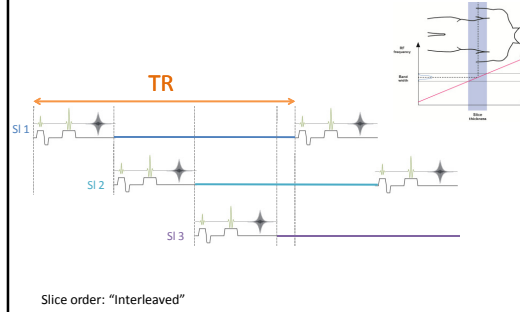 TR
Sl 1
Sl 2
Sl 3
Slice order: "Interleaved"
RF
frequency
Band
width
Slice
thickness